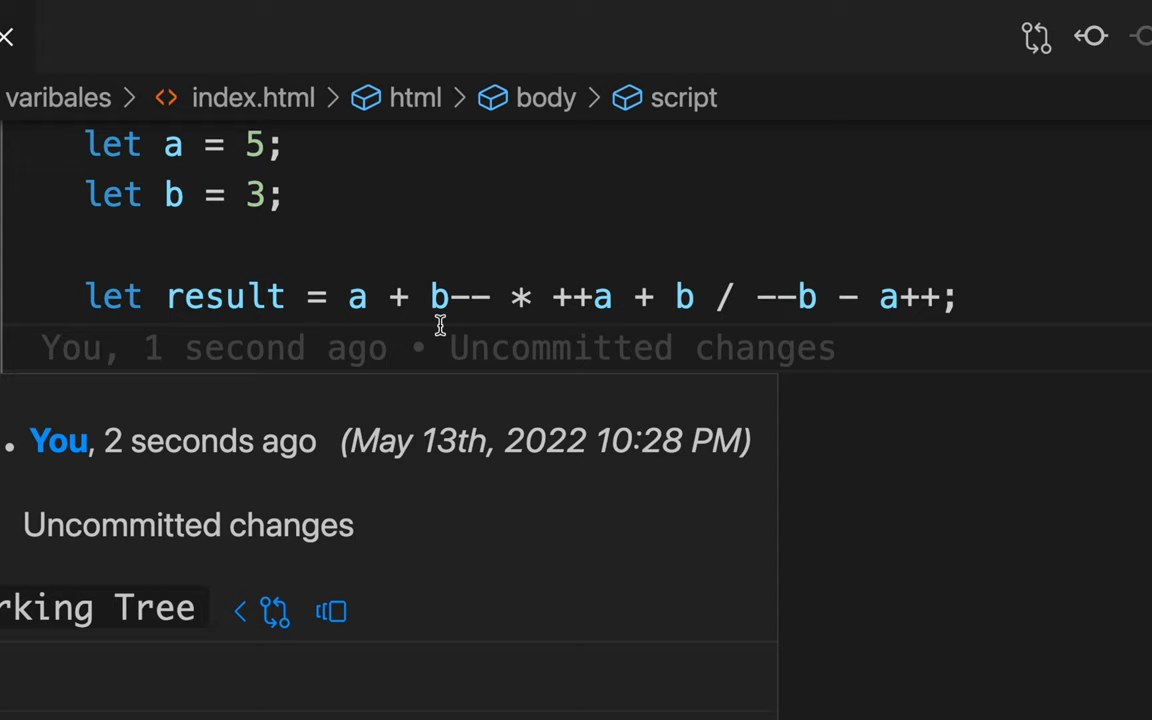 varibales > index.html > html > body > script
let a = 5;
let b = 3;
let result = a + b-- * ++a + b / --b - a++;
You, 1 second ago • Uncommitted changes
• You, 2 seconds ago (May 13th, 2022 10:28 PM)
Uncommitted changes
rking Tree